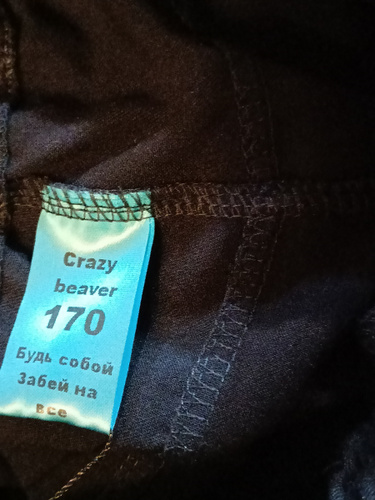 Crazy
beaver
170
Будь собой
Забей на
все